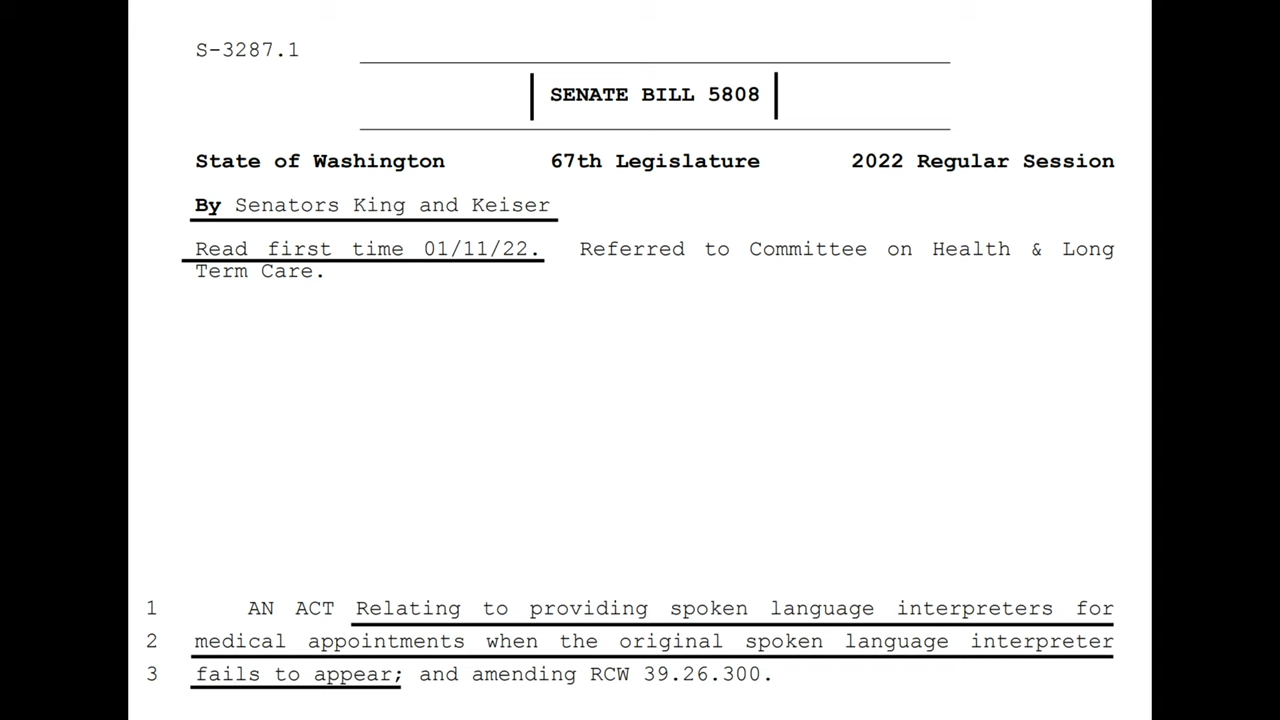 S-3287.1
SENATE BILL 5808
State of Washington 67th Legislature 2022 Regular Session
By Senators King and Keiser
Read first time 01/11/22. Referred to Committee on Health & Long
Term Care.
1 AN ACT Relating to providing spoken language interpreters for
2 medical appointments when the original spoken language interpreter
3 fails to appear; and amending RCW 39.26.300.